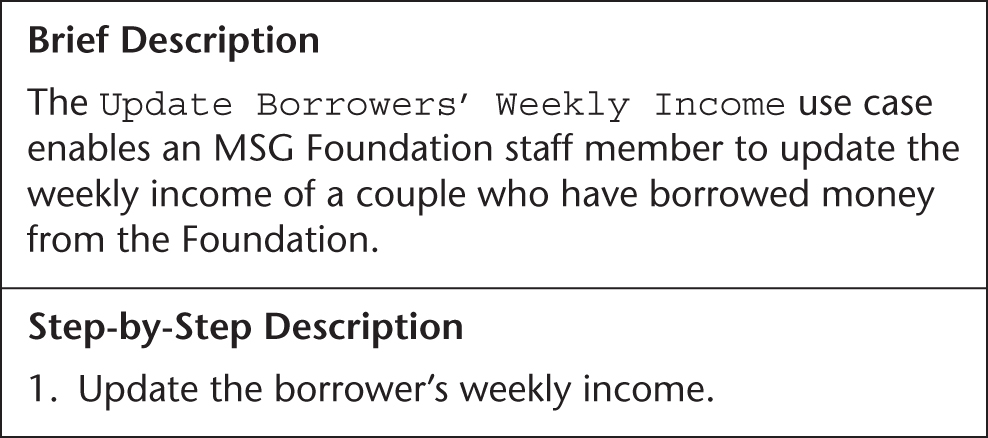 Brief Description
The Update Borrowers’ Weekly Income use case
enables an MSG Foundation staff member to update the
weekly income of a couple who have borrowed money
from the Foundation.
Step-by-Step Description
1. Update the borrower’s weekly income.